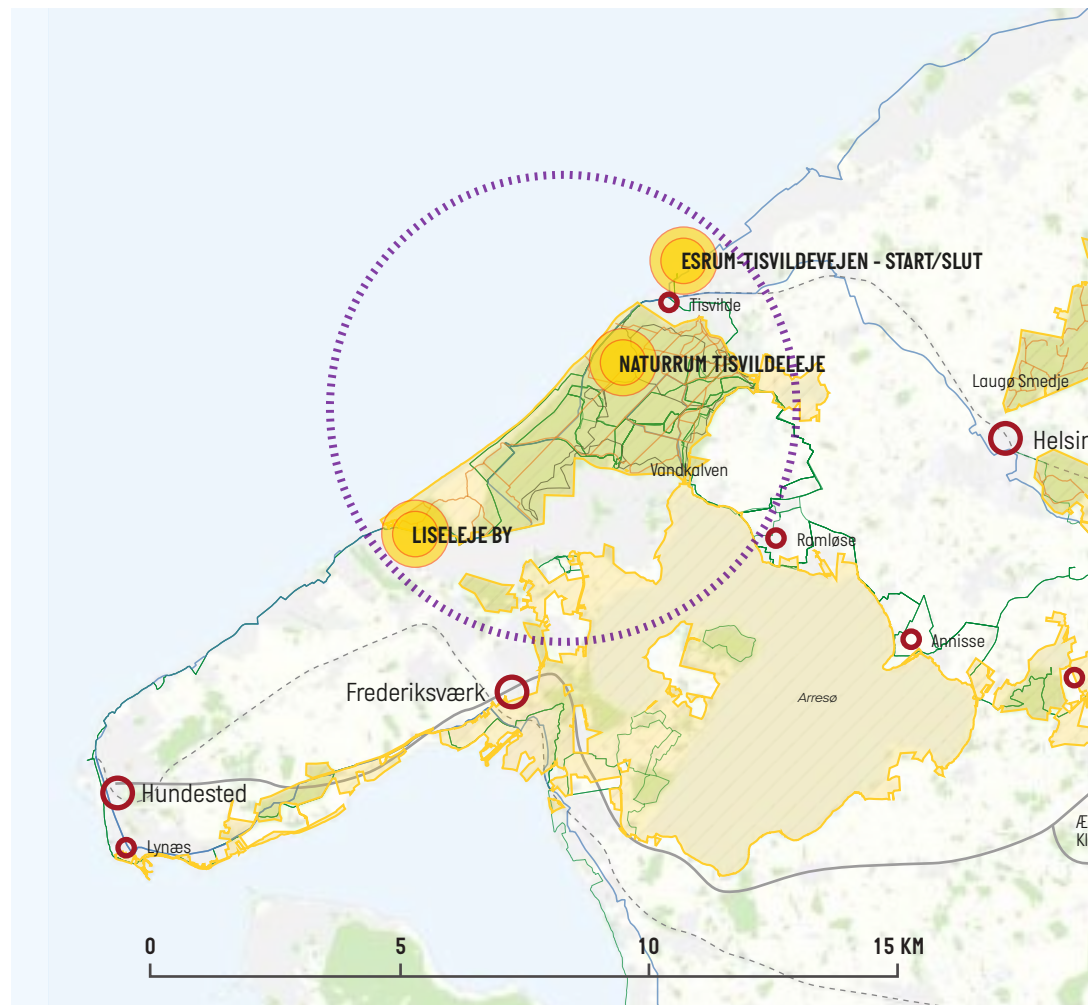 ESRUM-TISVILDEVEJEN - START/SLUT
Tisvilde
NATURRUM TISVILDELEJE
Laugø Smedje
Helsin
Vandkalven
LISELEJE BY
Ramløse
Annisse
Frederiksværk
Arresø
Hundested
Æ
Kl
Lynæs
0 5 10 15 KM